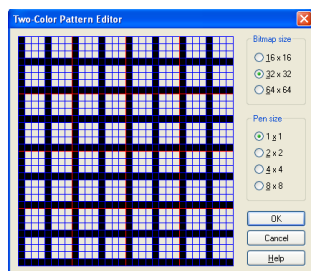 Two-Color Pattern Editor
Bitmap size
16 x 16
32 x 32
64 x 64
Pen size
1 x 1
2 x 2
4 x 4
8 x 8
OK
Cancel
Help